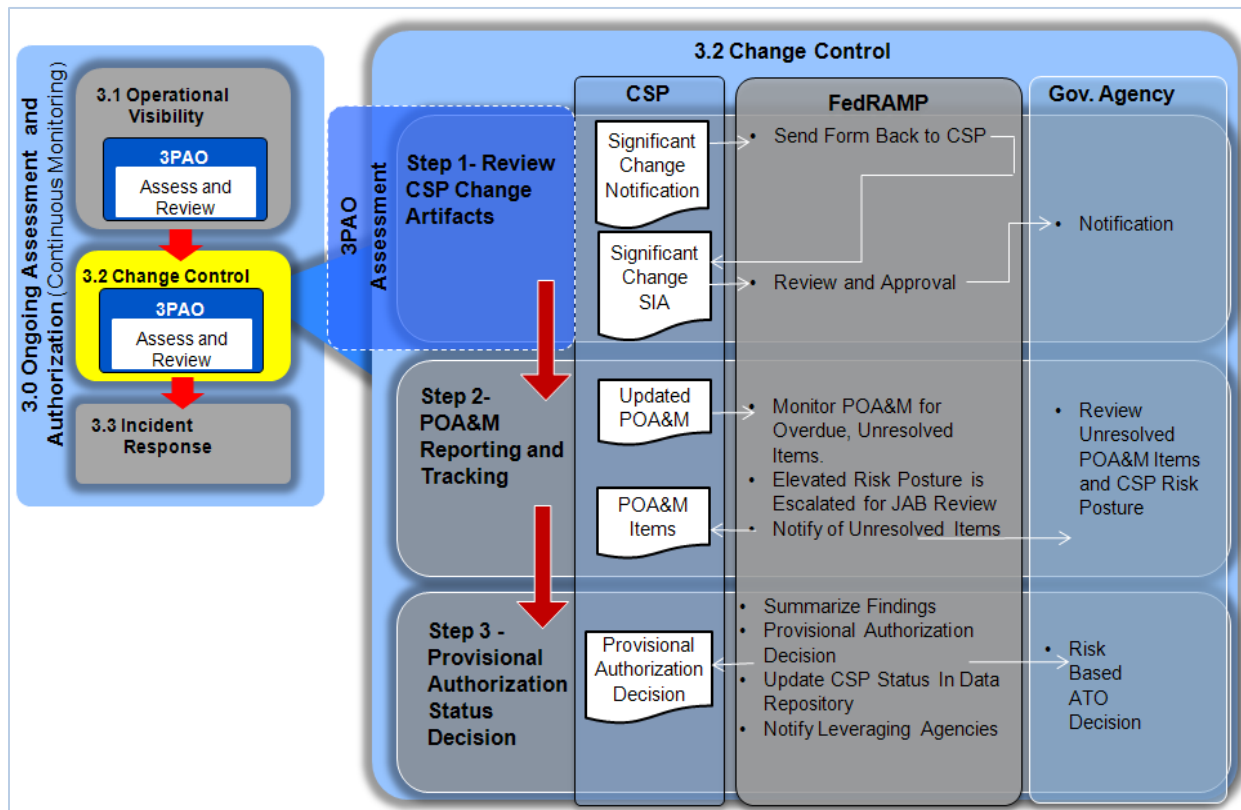 3.0 Ongoing Assessment and
Authorization (Continuous Monitoring)
3.1 Operational
Visibility
3PAO
Assess and
Review
3.2 Change Control
3PAO
Assess and
Review
3.3 Incident
Response
3.2 Change Control
CSP
FedRAMP
Gov. Agency
3PAO
Assessment
Step 1- Review
CSP Change
Artifacts
Significant
Change
Notification
• Send Form Back to CSP
Significant
Change
SIA
• Review and Approval
• Notification
Step 2-
POA&M
Reporting and
Tracking
Updated
POA&M
POA&M
Items
• Monitor POA&M for
Overdue, Unresolved
Items.
• Elevated Risk Posture is
Escalated for JAB Review
• Notify of Unresolved Items
• Review
Unresolved
POA&M Items
and CSP Risk
Posture
Step 3 -
Provisional
Authorization
Status
Decision
Provisional
Authorization
Decision
• Summarize Findings
• Provisional Authorization
Decision
• Update CSP Status In Data
Repository
• Notify Leveraging Agencies
• Risk
Based
ATO
Decision